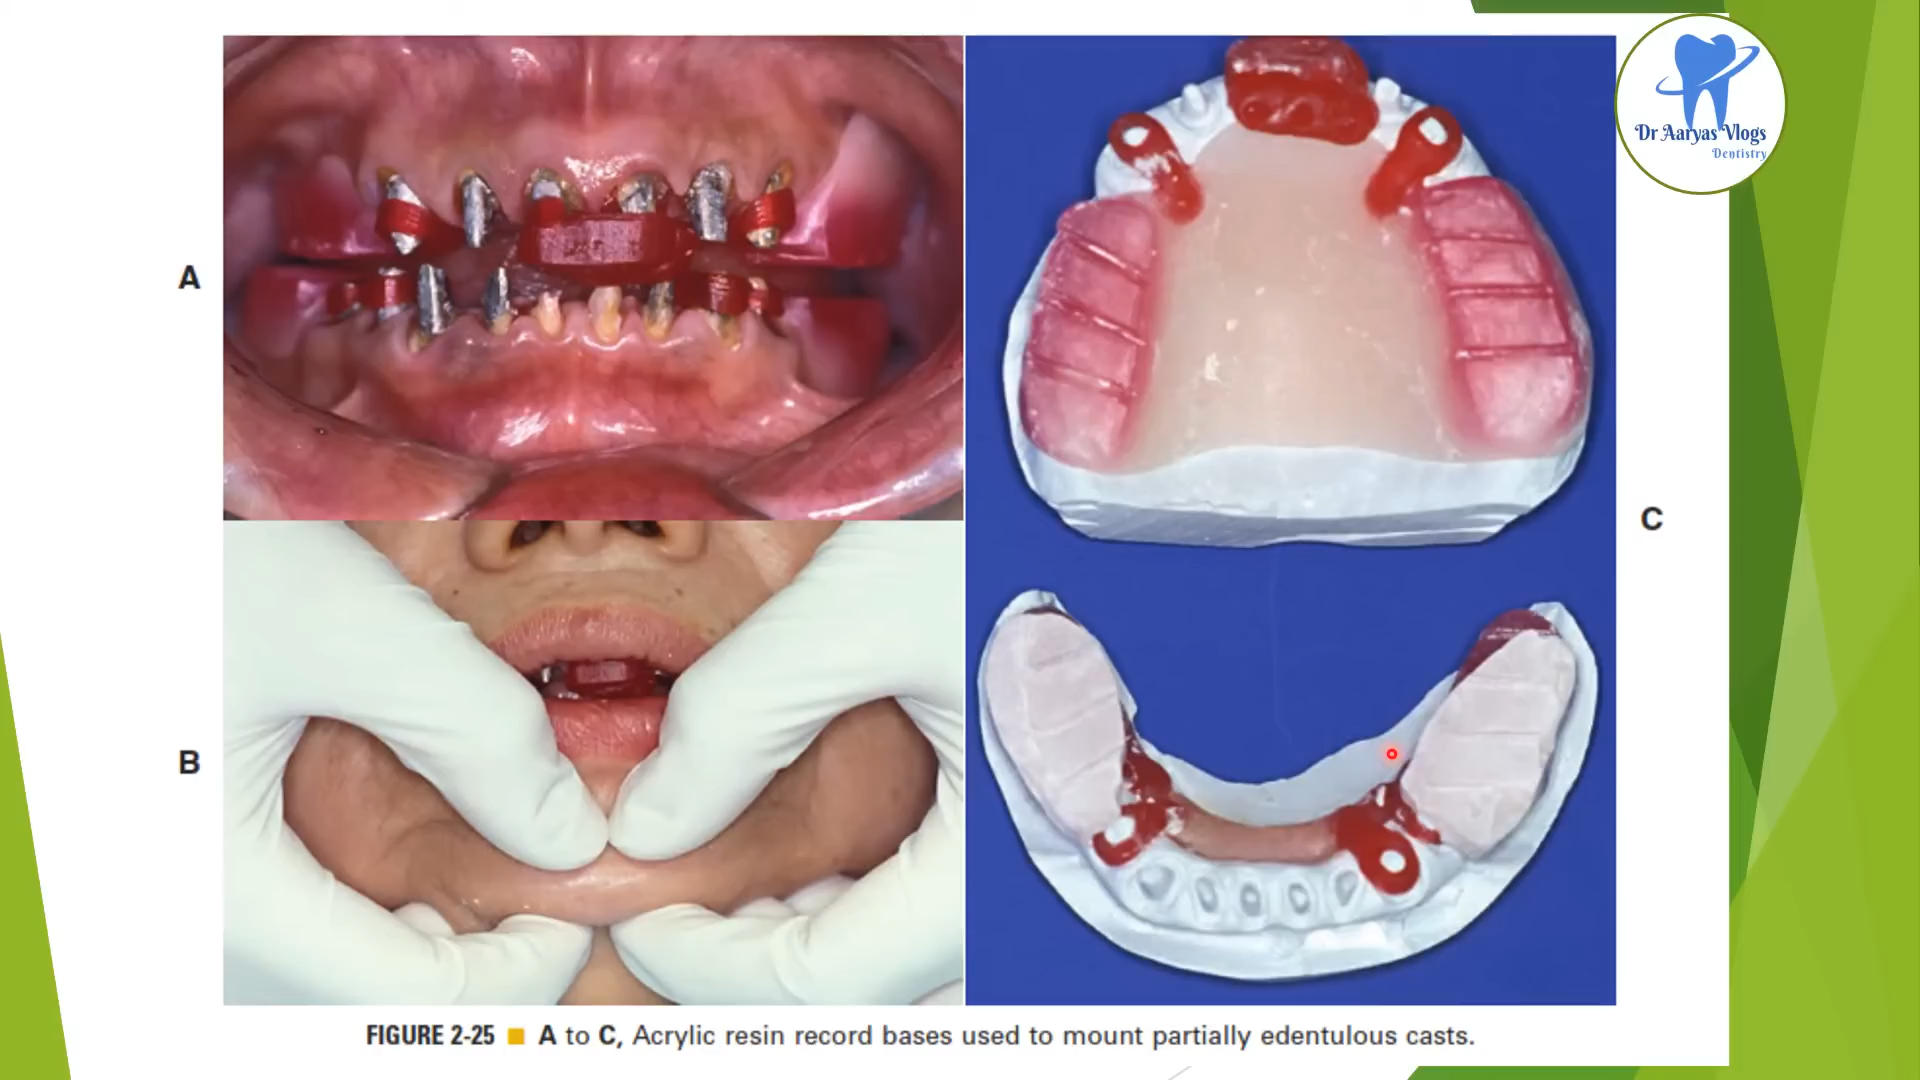 Dr Aaryas Vlogs
Dentistry
A
B
C
FIGURE 2-25 ■ A to C, Acrylic resin record bases used to mount partially edentulous casts.